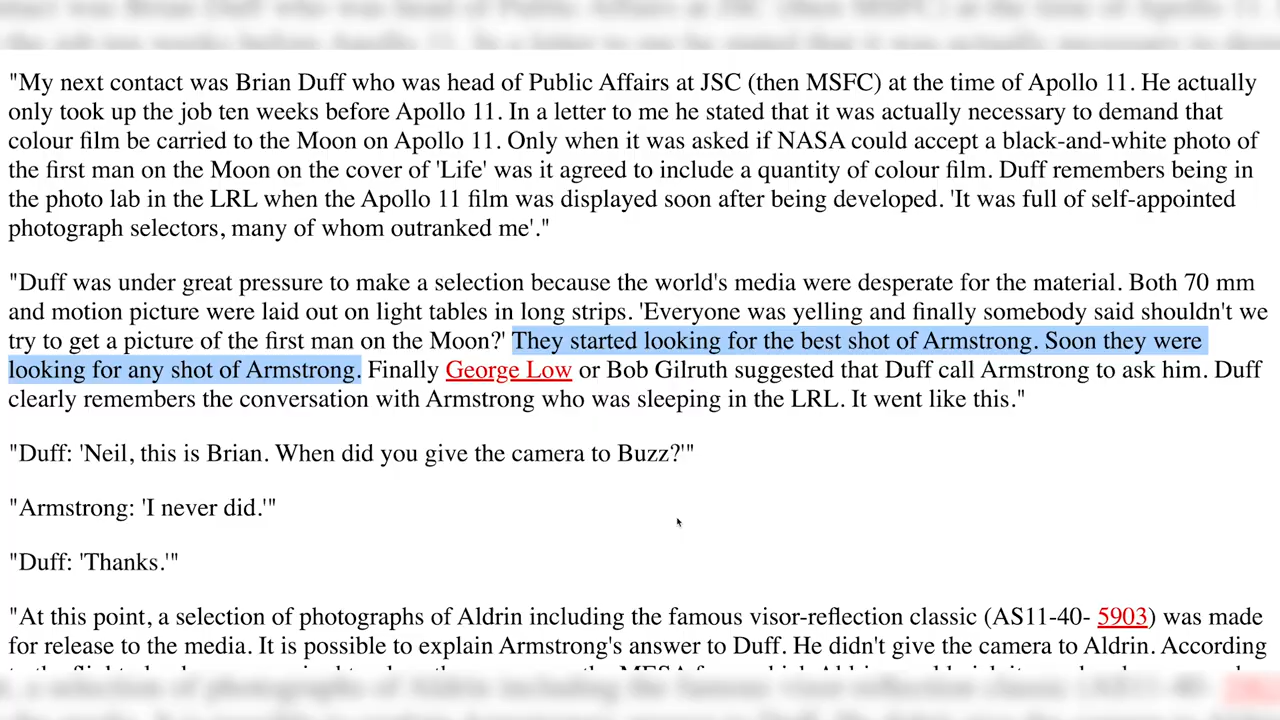 "My next contact was Brian Duff who was head of Public Affairs at JSC (then MSFC) at the time of Apollo 11. He actually
only took up the job ten weeks before Apollo 11. In a letter to me he stated that it was actually necessary to demand that
colour film be carried to the Moon on Apollo 11. Only when it was asked if NASA could accept a black-and-white photo of
the first man on the Moon on the cover of 'Life' was it agreed to include a quantity of colour film. Duff remembers being in
the photo lab in the LRL when the Apollo 11 film was displayed soon after being developed. 'It was full of self-appointed
photograph selectors, many of whom outranked me'."
"Duff was under great pressure to make a selection because the world's media were desperate for the material. Both 70 mm
and motion picture were laid out on light tables in long strips. 'Everyone was yelling and finally somebody said shouldn't we
try to get a picture of the first man on the Moon?' They started looking for the best shot of Armstrong. Soon they were
looking for any shot of Armstrong. Finally George Low or Bob Gilruth suggested that Duff call Armstrong to ask him. Duff
clearly remembers the conversation with Armstrong who was sleeping in the LRL. It went like this."
"Duff: 'Neil, this is Brian. When did you give the camera to Buzz?'"
"Armstrong: 'I never did.'"
"Duff: 'Thanks.'"
"At this point, a selection of photographs of Aldrin including the famous visor-reflection classic (AS11-40- 5903) was made
for release to the media. It is possible to explain Armstrong's answer to Duff. He didn't give the camera to Aldrin. According